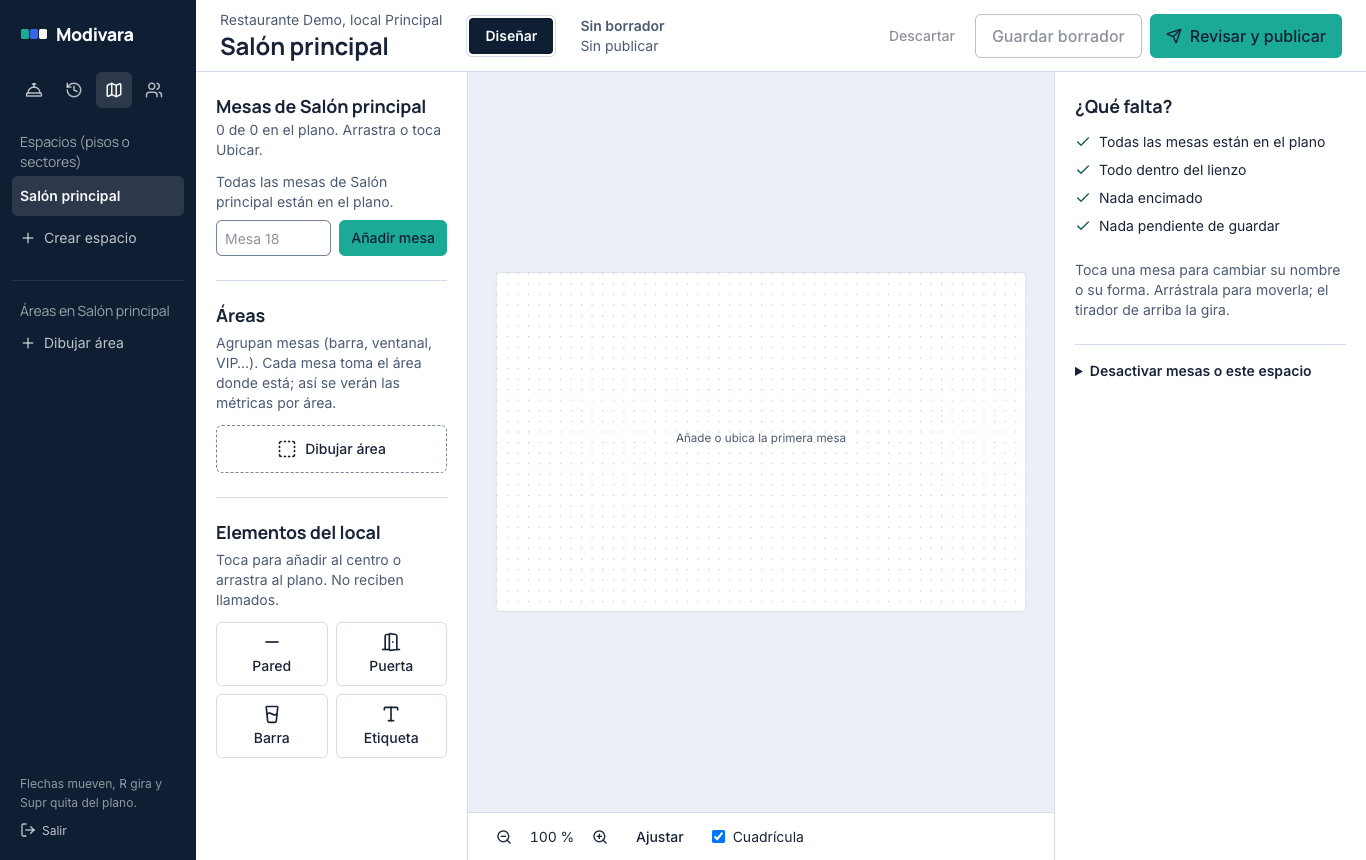 Modivara
Espacios (pisos o
sectores)
Salón principal
Crear espacio
Áreas en Salón principal
Dibujar área
Flechas mueven, R gira y
Supr quita del plano.
Salir
Restaurante Demo, local Principal
Salón principal
Diseñar
Sin borrador
Sin publicar
Descartar
Guardar borrador
Revisar y publicar
Mesas de Salón principal
0 de 0 en el plano. Arrastra o toca
Ubicar.
Todas las mesas de Salón
principal están en el plano.
Mesa 18
Añadir mesa
Áreas
Agrupan mesas (barra, ventanal,
VIP...). Cada mesa toma el área
donde está; así se verán las
métricas por área.
Dibujar área
Elementos del local
Toca para añadir al centro o
arrastra al plano. No reciben
llamados.
Pared
Puerta
Barra
Etiqueta
Añade o ubica la primera mesa
100 %
Ajustar
Cuadrícula
¿Qué falta?
Todas las mesas están en el plano
Todo dentro del lienzo
Nada encimado
Nada pendiente de guardar
Toca una mesa para cambiar su nombre
o su forma. Arrástrala para moverla; el
tirador de arriba la gira.
Desactivar mesas o este espacio